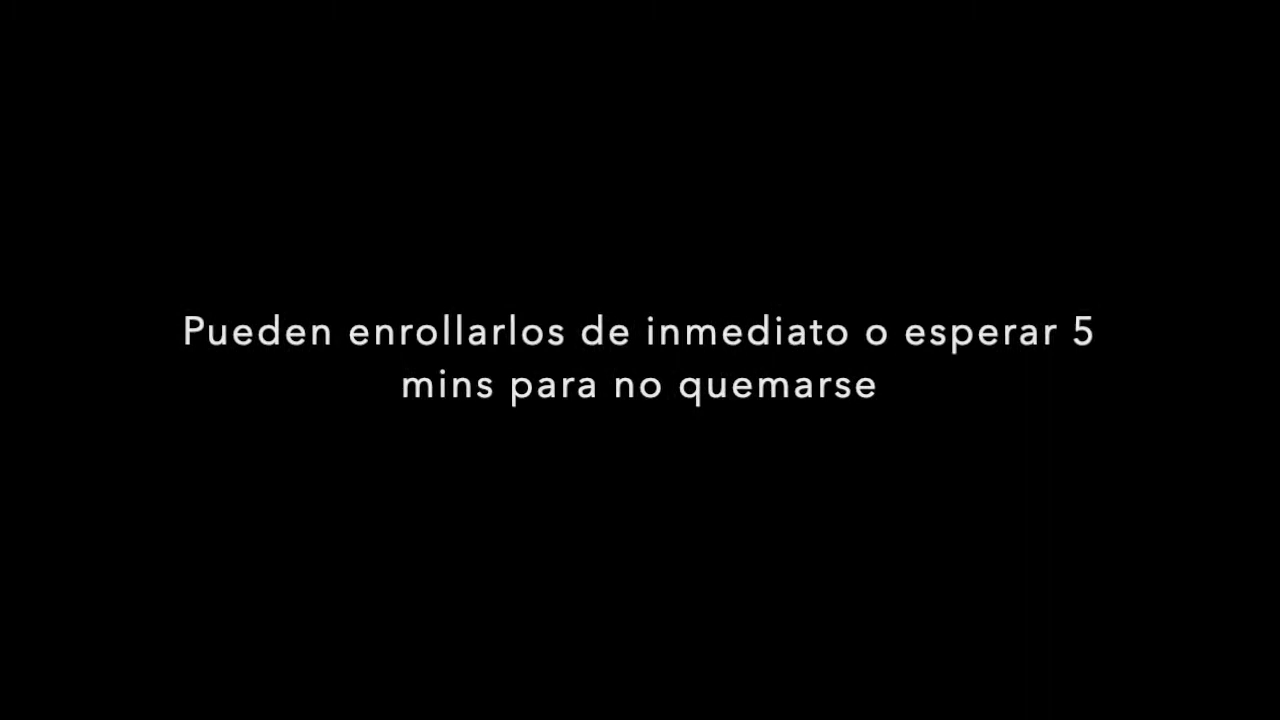 Pueden enrollarlos de inmediato o esperar 5
mins para no quemarse